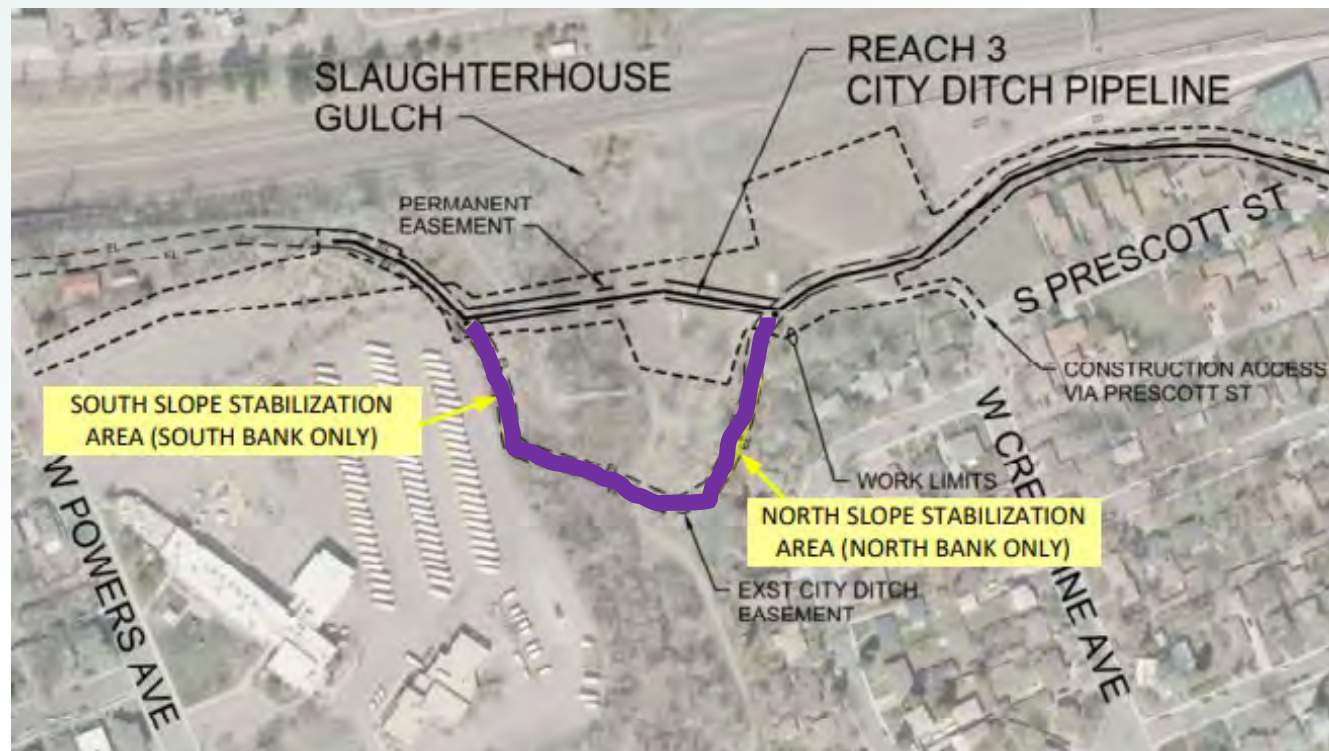 SLAUGHTERHOUSE
GULCH
REACH 3
CITY DITCH PIPELINE
PERMANENT
EASEMENT
S PRESCOTT ST
CONSTRUCTION ACCESS
VIA PRESCOTT ST
SOUTH SLOPE STABILIZATION
AREA (SOUTH BANK ONLY)
W POWERS AVE
WORK LIMITS
NORTH SLOPE STABILIZATION
AREA (NORTH BANK ONLY)
EXST CITY DITCH
EASEMENT
AVE